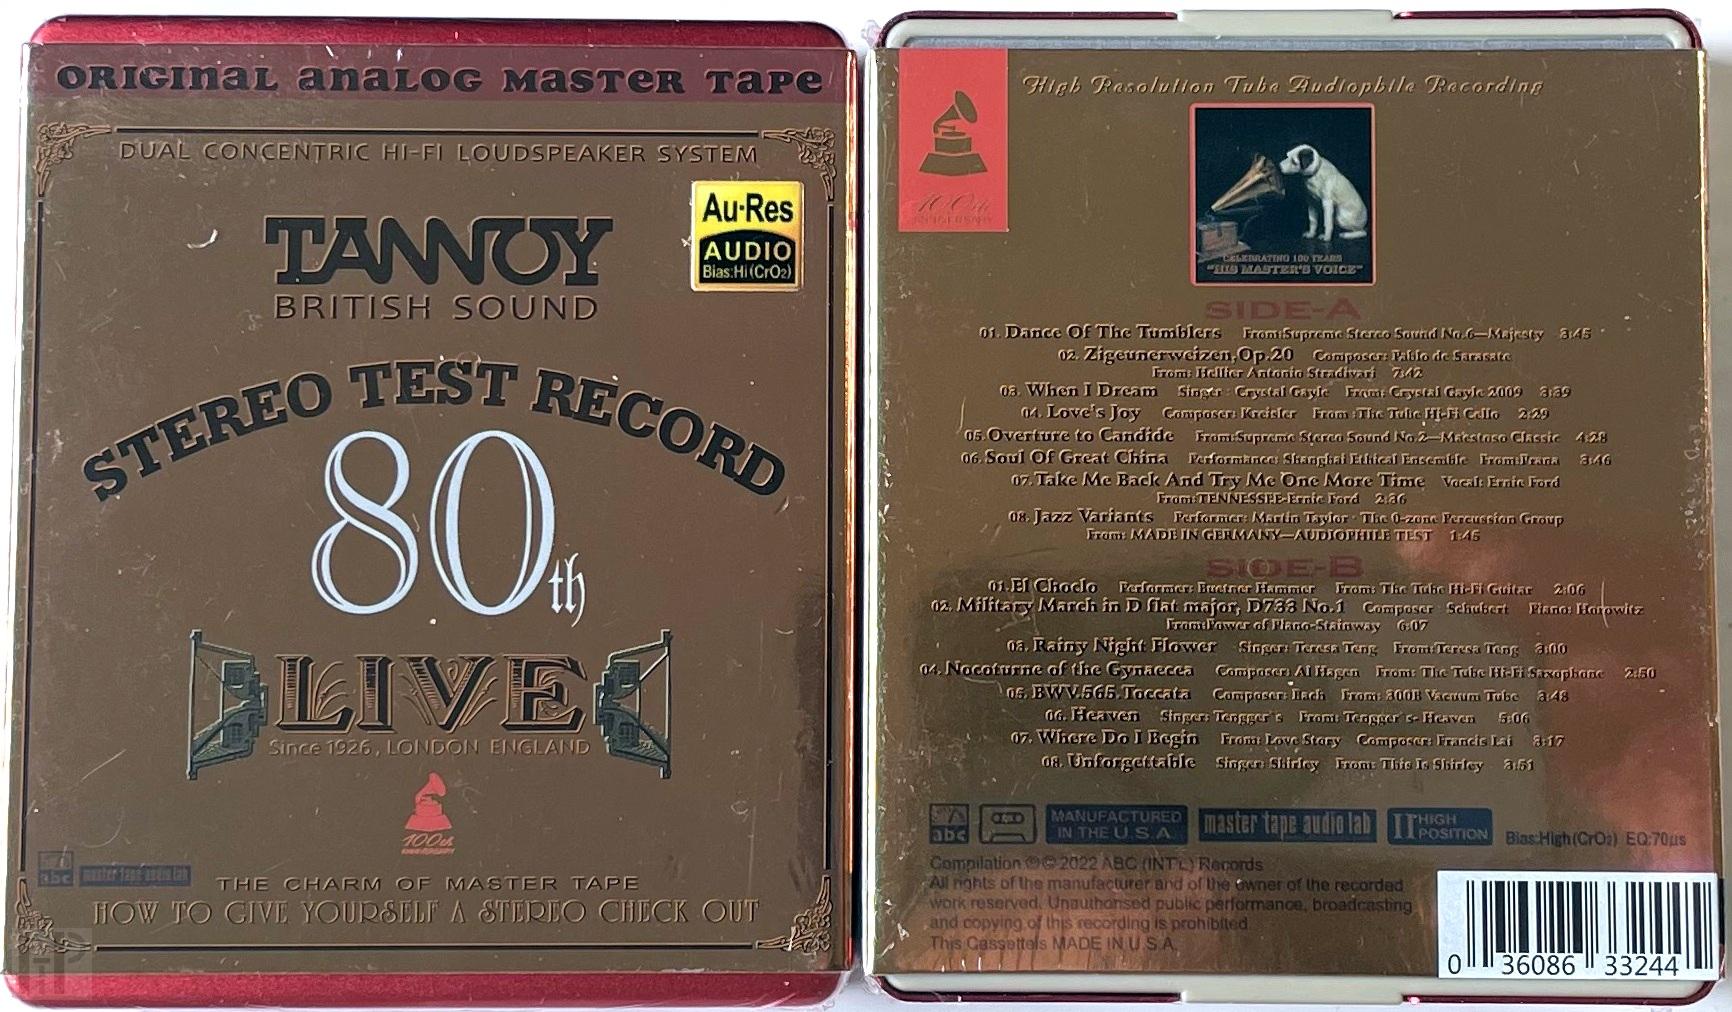 ORIGINAL ANALOG MASTER TAPE
DUAL CONCENTRIC HI-FI LOUDSPEAKER SYSTEM
TANNOY
BRITISH SOUND
Au·Res
AUDIO
Bias:Hi(CrO2)
STEREO TEST RECORD
80th
LIVE
Since 1926, LONDON ENGLAND
100th
ANNIVERSARY
abc master tape audio lab
THE CHARM OF MASTER TAPE
HOW TO GIVE YOURSELF A STEREO CHECK OUT
High Resolution Tube Audiophile Recording
100th
ANNIVERSARY
CELEBRATING 100 YEARS
"HIS MASTER'S VOICE"
SIDE-A
01. Dance Of The Tumblers From:Supreme Stereo Sound No.6—Majesty 3:45
02. Zigeunerweizen,Op.20 Composer: Pablo de Sarasate
From: Hellier Antonio Stradivari 7:42
03. When I Dream Singer : Crystal Gayle From: Crystal Gayle 2009 3:39
04. Love's Joy Composer: Kreisler From :The Tube Hi-Fi Cello 2:29
05.Overture to Candide From:Supreme Stereo Sound No.2—Maestoso Classic 4:28
06. Soul Of Great China Performance: Shanghai Ethical Ensemble From:Prana 3:46
07. Take Me Back And Try Me One More Time Vocal: Ernie Ford
From:TENNESSEE-Ernie Ford 2:36
08. Jazz Variants Performer: Martin Taylor · The 0-zone Percussion Group
From: MADE IN GERMANY—AUDIOPHILE TEST 1:45
SIDE-B
01. El Choclo Performer: Buetner Hammer From: The Tube Hi-Fi Guitar 2:06
02. Military March in D flat major, D733 No.1 Composer : Schubert Piano: Horowitz
From:Power of Piano-Stainway 6:07
03. Rainy Night Flower Singer: Teresa Teng From:Teresa Teng 3:00
04. Nocoturne of the Gynaecea Composer: Al Hagen From: The Tube Hi-Fi Saxophone 2:50
05. BWV.565.Toccata Composer: Bach From: 300B Vacuum Tube 3:48
06. Heaven Singer: Tengger's From: Tengger's- Heaven 5:06
07. Where Do I Begin From: Love Story Composer: Francis Lai 3:17
08. Unforgettable Singer: Shirley From: This Is Shirley 3:51
abc MANUFACTURED IN THE U.S.A. master tape audio lab II HIGH POSITION Bias:High(CrO2) EQ:70μs
Compilation ℗© 2022 ABC (INT'L) Records
All rights of the manufacturer and of the owner of the recorded
work reserved. Unauthorised public performance, broadcasting
and copying of this recording is prohibited.
This Cassettels MADE IN U.S.A.
0 36086 33244